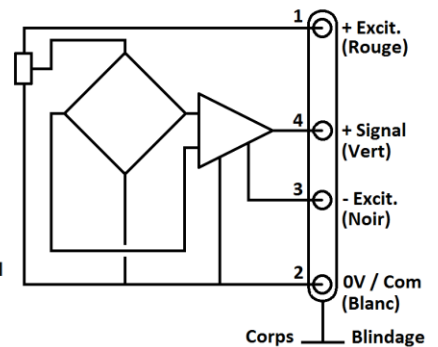 1
+ Excit.
(Rouge)
4
+ Signal
(Vert)
3
- Excit.
(Noir)
2
0V / Com
(Blanc)
Corps
Blindage